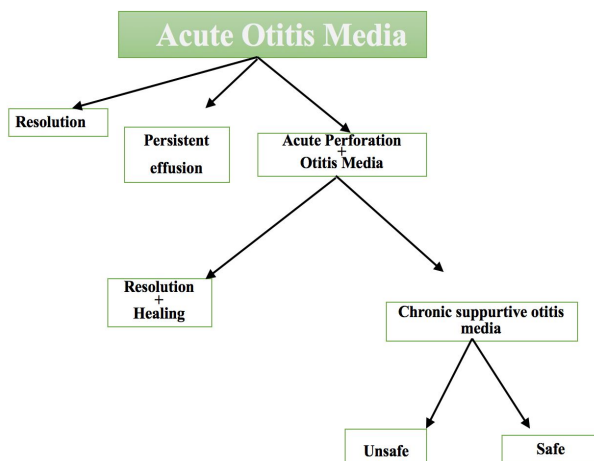 Acute Otitis Media
Resolution
Persistent
effusion
Acute Perforation
+
Otitis Media
Resolution
+
Healing
Chronic suppurtive otitis
media
Unsafe
Safe